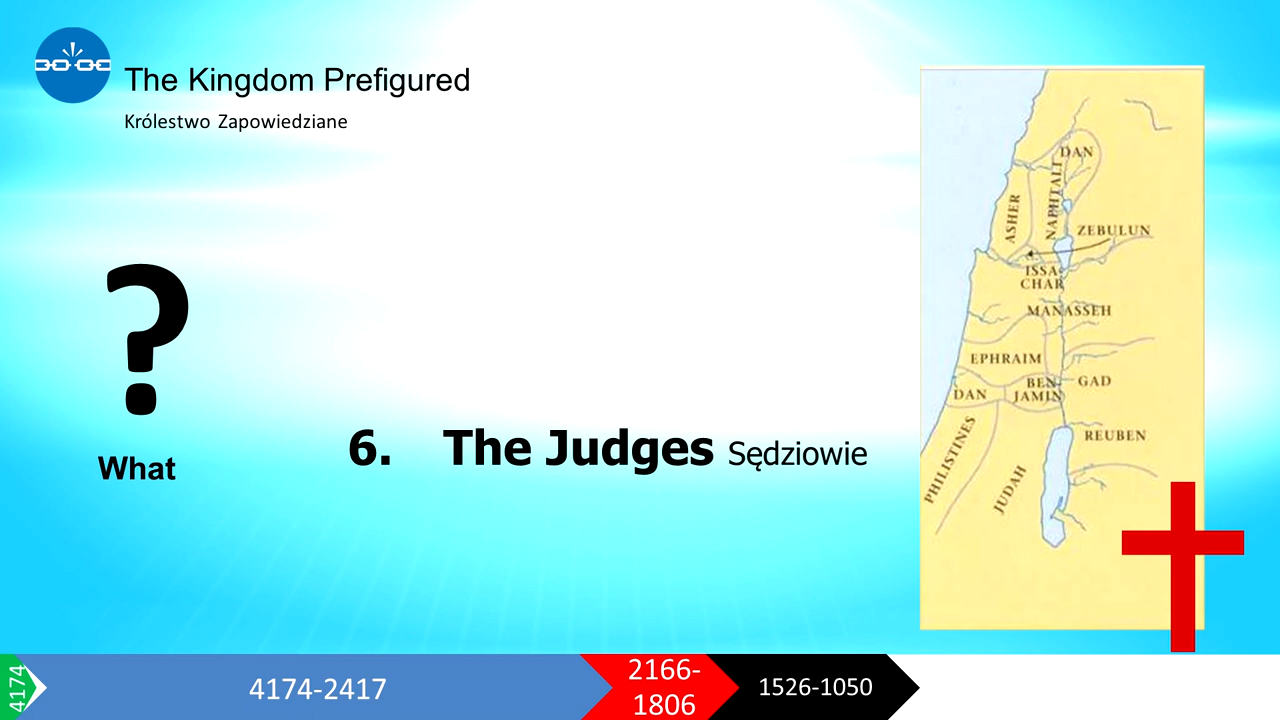 The Kingdom Prefigured
Królestwo Zapowiedziane
?
What
6. The Judges Sędziowie
DAN
NAPHTALI
ASHER
ZEBULUN
ISSA-
CHAR
MANASSEH
EPHRAIM
BEN-
JAMIN
GAD
DAN
REUBEN
PHILISTINES
JUDAH
4174
4174-2417
2166-
1806
1526-1050